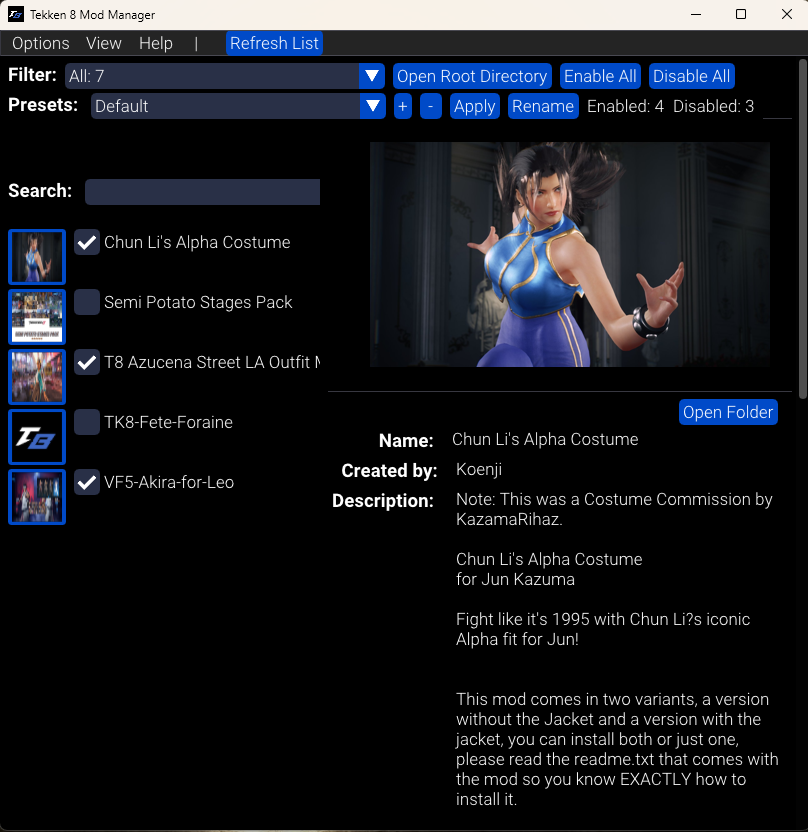 Tekken 8 Mod Manager
Options View Help | Refresh List
Filter: All: 7 Open Root Directory Enable All Disable All
Presets: Default + - Apply Rename Enabled: 4 Disabled: 3
Search:
Chun Li's Alpha Costume
Semi Potato Stages Pack
T8 Azucena Street LA Outfit
TK8-Fete-Foraine
VF5-Akira-for-Leo
Open Folder
Name: Chun Li's Alpha Costume
Created by: Koenji
Description: Note: This was a Costume Commission by
KazamaRihaz.
Chun Li's Alpha Costume
for Jun Kazuma
Fight like it's 1995 with Chun Li?s iconic
Alpha fit for Jun!
This mod comes in two variants, a version
without the Jacket and a version with the
jacket, you can install both or just one,
please read the readme.txt that comes with
the mod so you know EXACTLY how to
install it.